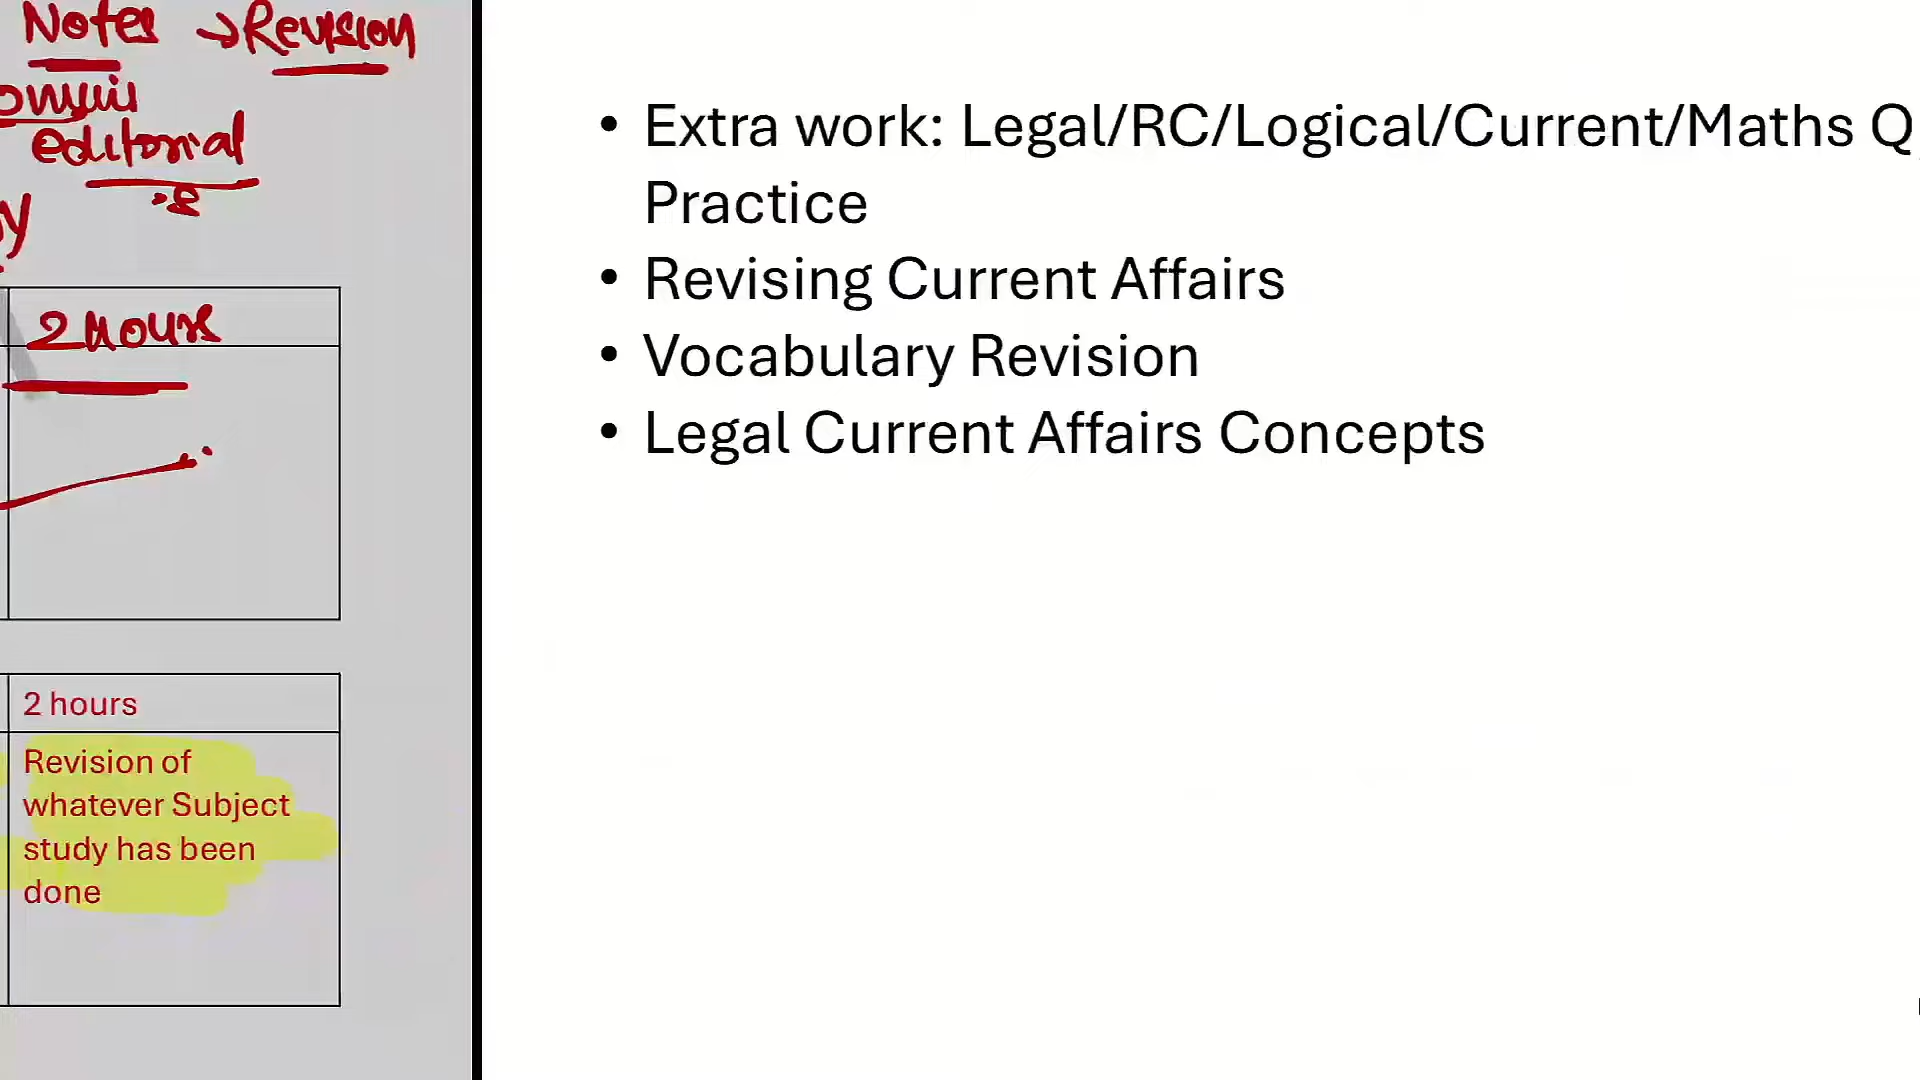 Notes → Revision
editorial
2 Hours
2 hours
Revision of
whatever Subject
study has been
done
• Extra work: Legal/RC/Logical/Current/Maths Q
Practice
• Revising Current Affairs
• Vocabulary Revision
• Legal Current Affairs Concepts